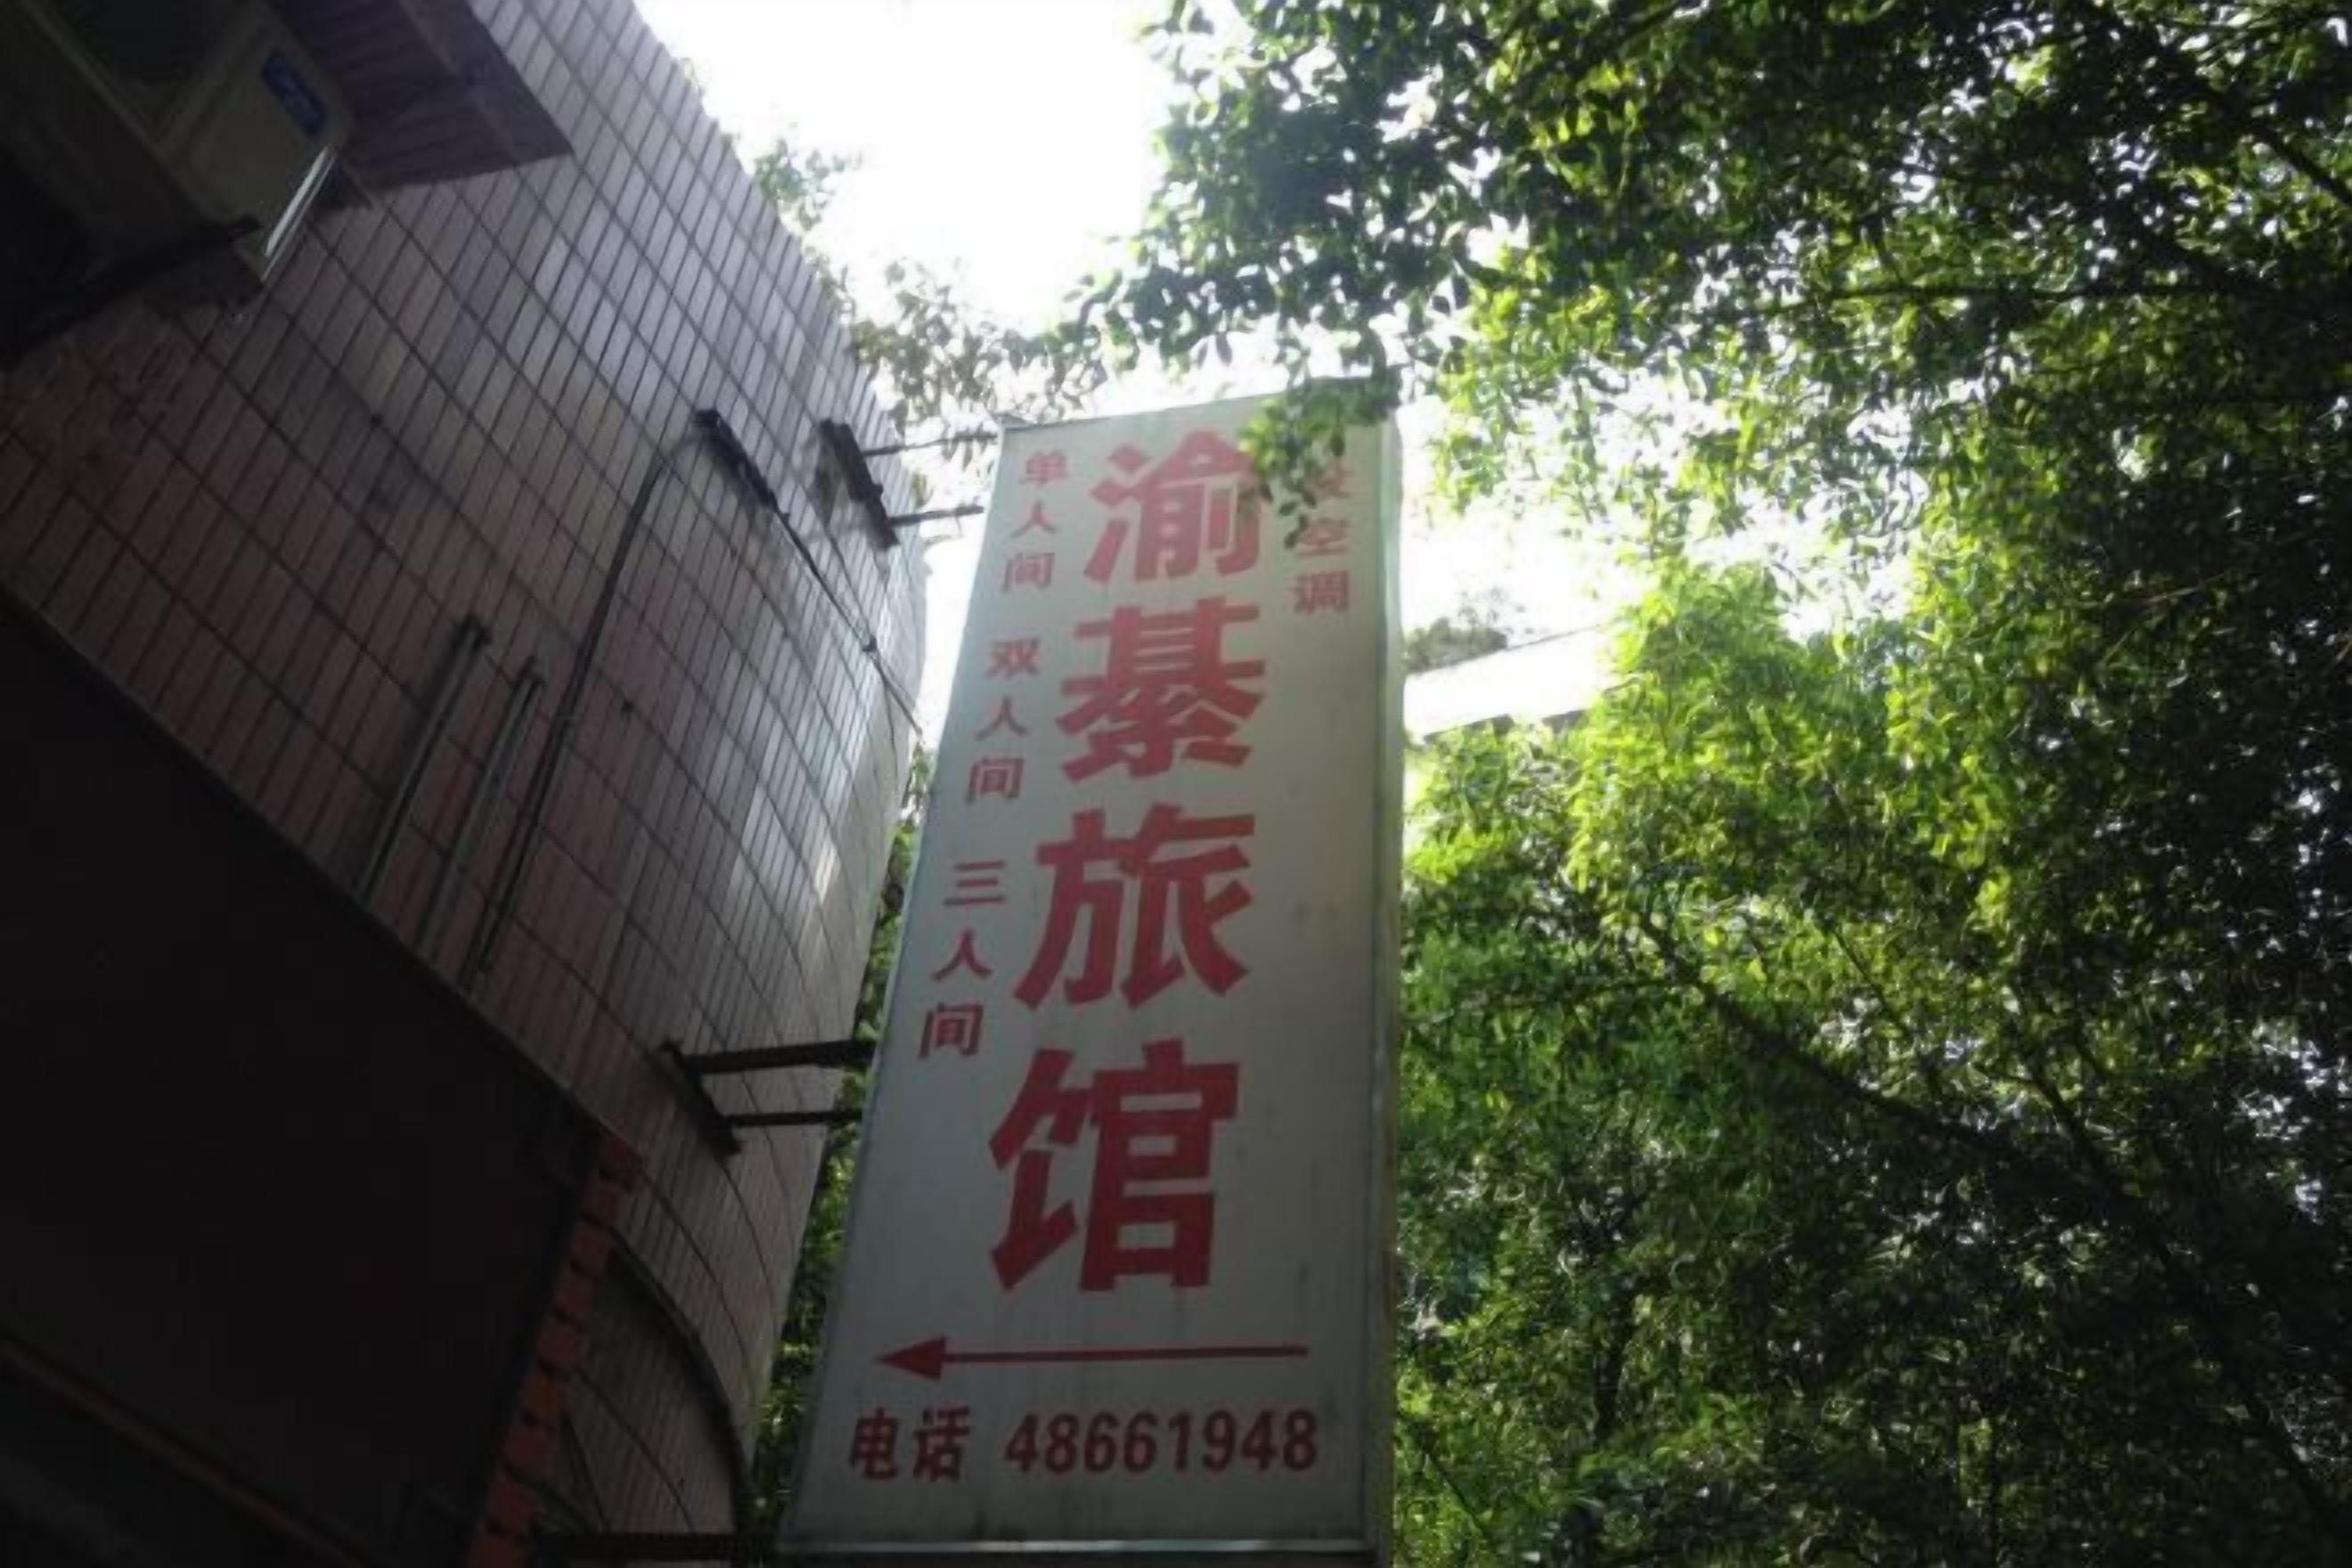 渝綦旅馆
单人间 双人间 三人间
空调
电话 48661948